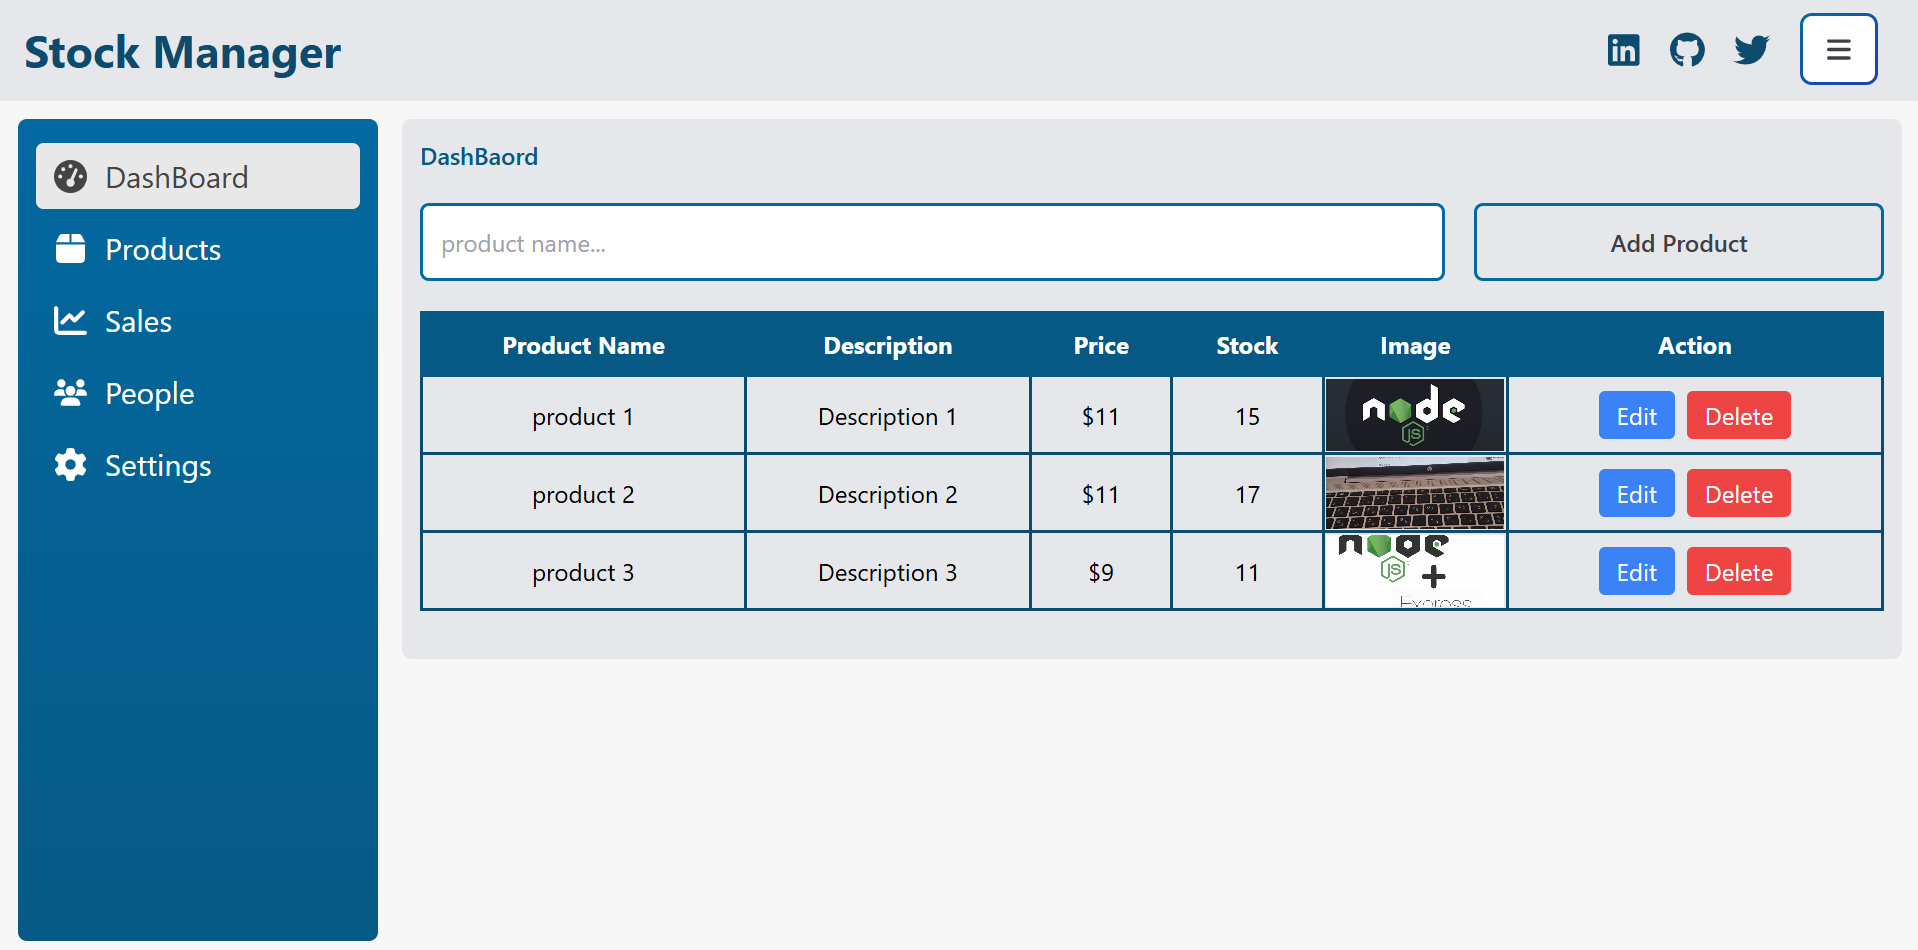 Stock Manager
DashBoard
Products
Sales
People
Settings
DashBaord
product name...
Add Product
Product Name Description Price Stock Image Action
product 1 Description 1 $11 15 node JS Edit Delete
product 2 Description 2 $11 17 Edit Delete
product 3 Description 3 $9 11 node JS + Express Edit Delete